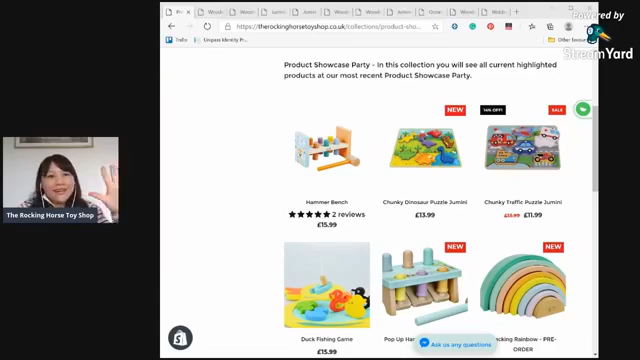 Powered by
StreamYard
https://therockinghorsetoyshop.co.uk/collections/product-sho...
Trello
Unipass Identity Pr
Other favou
Product Showcase Party - In this collection you will see all current highlighted
products at our most recent Product Showcase Party.
NEW
14% OFF!
SALE
Hammer Bench
Chunky Dinosaur Puzzle Jumini
Chunky Traffic Puzzle Jumini
2 reviews
£13.99
£13.99 £11.99
£15.99
The Rocking Horse Toy Shop
NEW
NEW
Duck Fishing Game
Pop Up Ha
cking Rainbow - PRE-
ORDER
£15.99
Ask us any questions